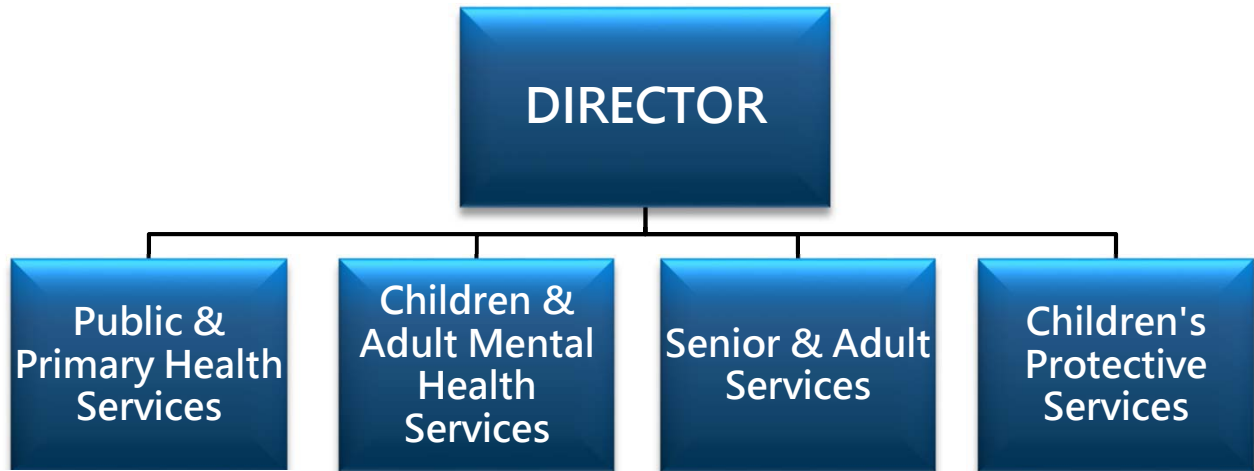 DIRECTOR
Public &
Primary Health
Services
Children &
Adult Mental
Health
Services
Senior & Adult
Services
Children's
Protective
Services